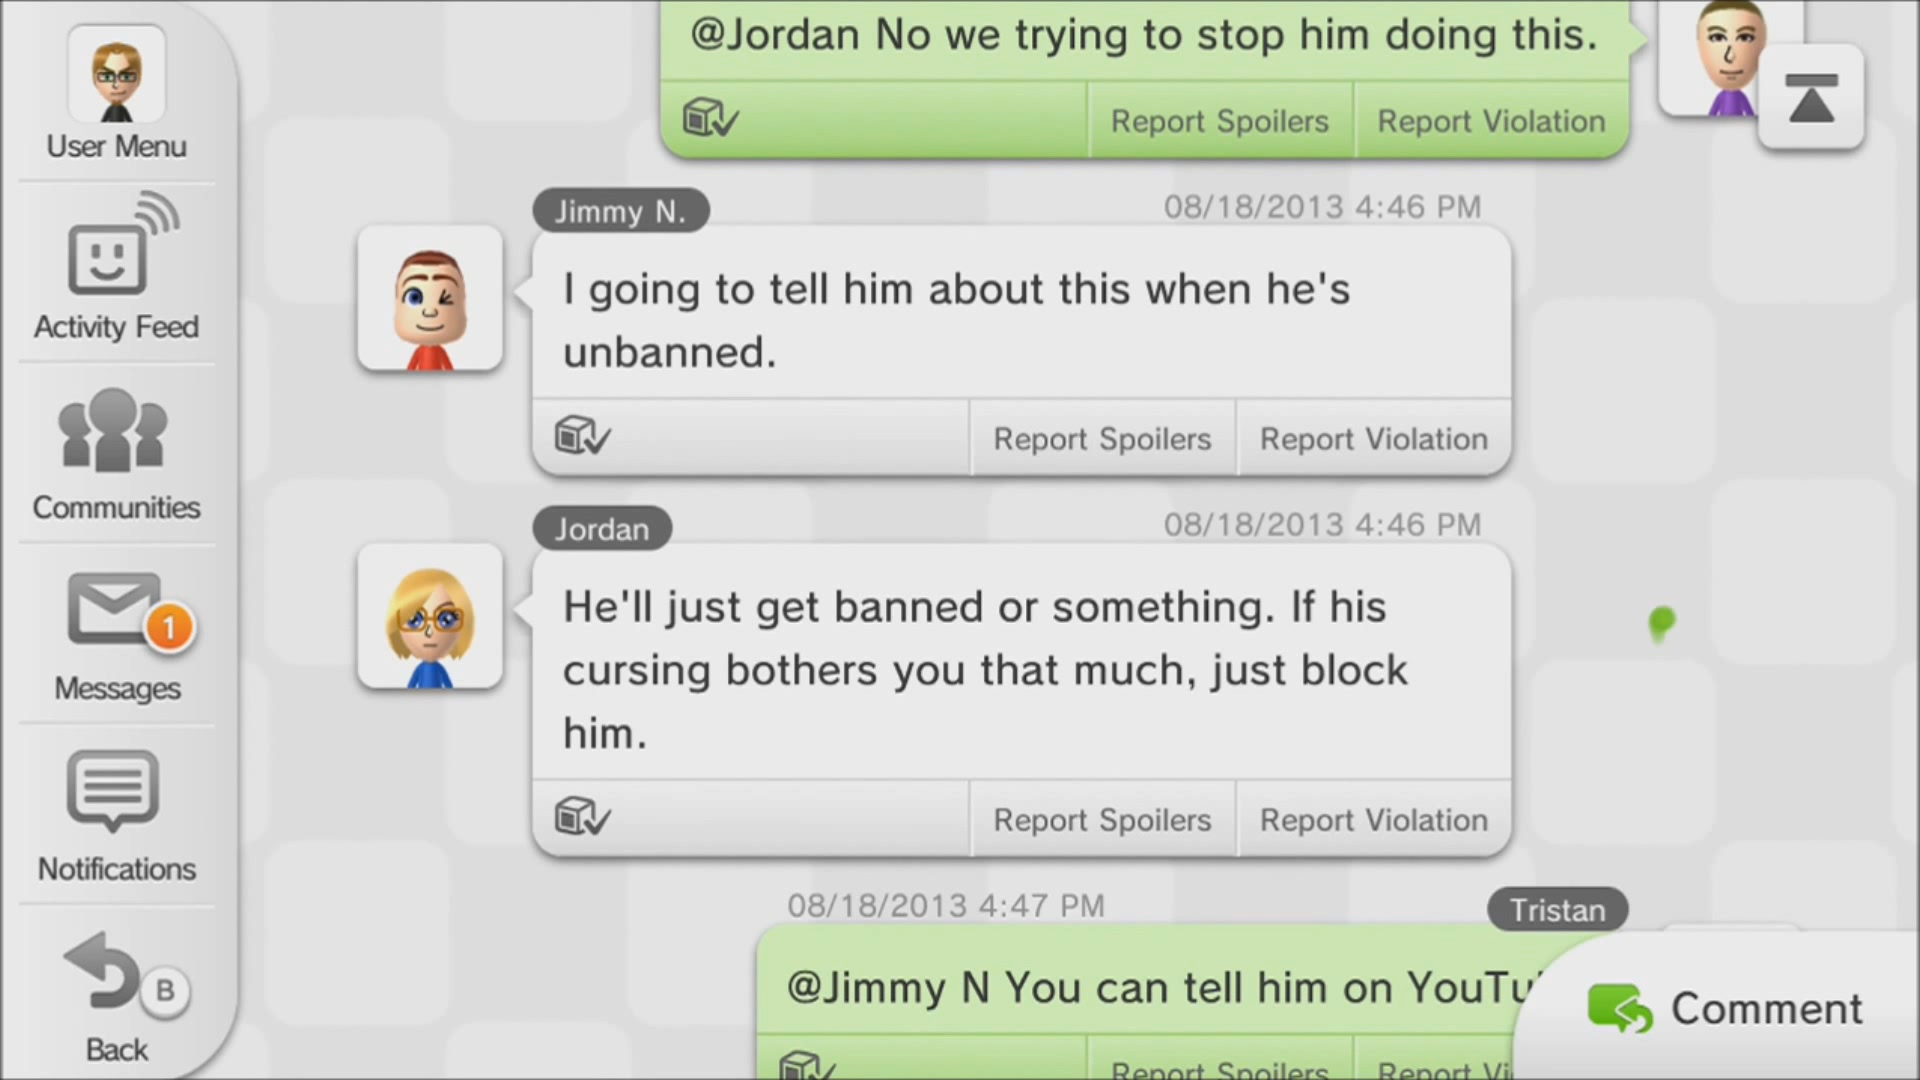 User Menu
Activity Feed
Communities
1
Messages
Notifications
B
Back
@Jordan No we trying to stop him doing this.
Report Spoilers
Report Violation
Jimmy N.
08/18/2013 4:46 PM
I going to tell him about this when he's
unbanned.
Report Spoilers
Report Violation
Jordan
08/18/2013 4:46 PM
He'll just get banned or something. If his
cursing bothers you that much, just block
him.
Report Spoilers
Report Violation
08/18/2013 4:47 PM
Tristan
@Jimmy N You can tell him on
Report Spoilers
Report
Comment